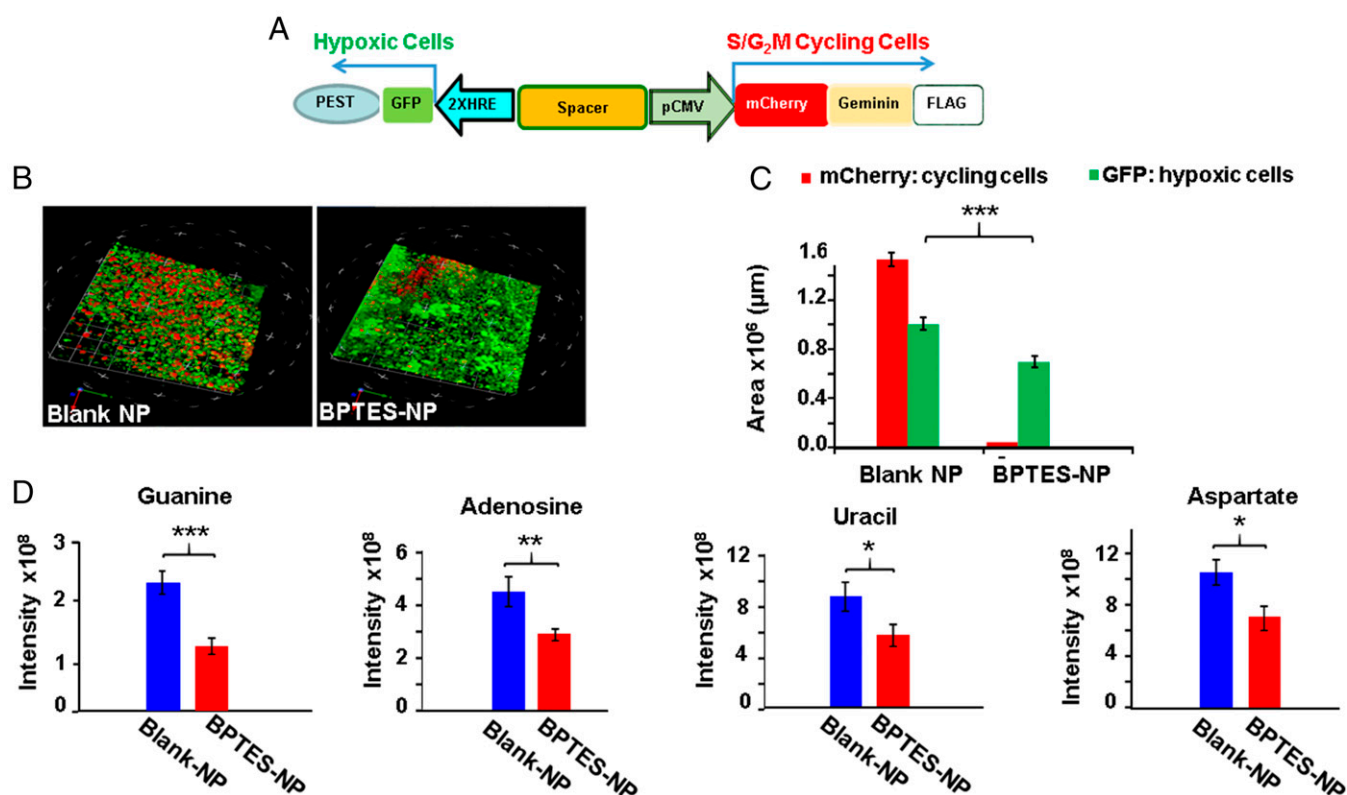 A
Hypoxic Cells
S/G₂M Cycling Cells
PEST GFP 2XHRE Spacer pCMV mCherry Geminin FLAG
B
Blank NP
BPTES-NP
C
mCherry: cycling cells
GFP: hypoxic cells
***
Area x10⁶ (μm)
1.6
1.2
0.8
0.4
0.0
Blank NP
BPTES-NP
D
Guanine
***
Intensity x10⁸
3
2
1
0
Blank-NP
BPTES-NP
Adenosine
**
Intensity x10⁸
6
4
2
0
Blank-NP
BPTES-NP
Uracil
*
Intensity x10⁸
12
8
4
0
Blank-NP
BPTES-NP
Aspartate
*
Intensity x10⁸
12
8
4
0
Blank-NP
BPTES-NP